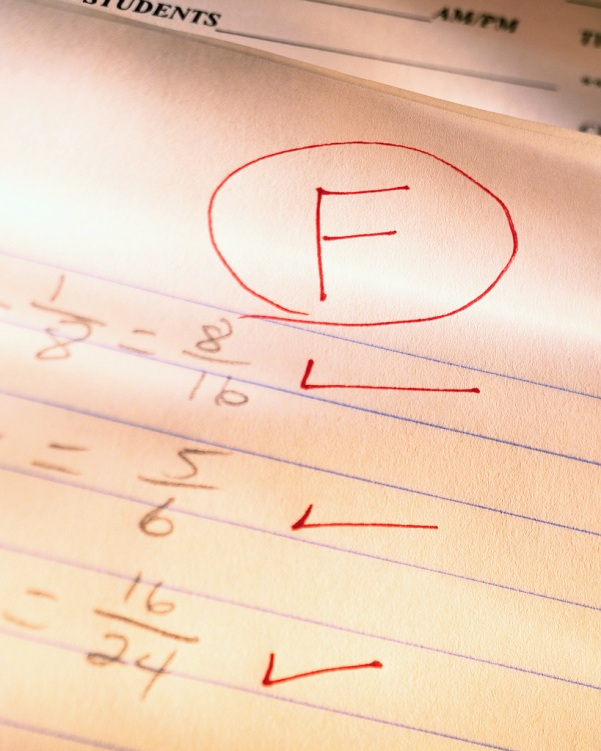 STUDENTS AM/PM
F
1/8 = 8/16
= 5/6
= 16/24